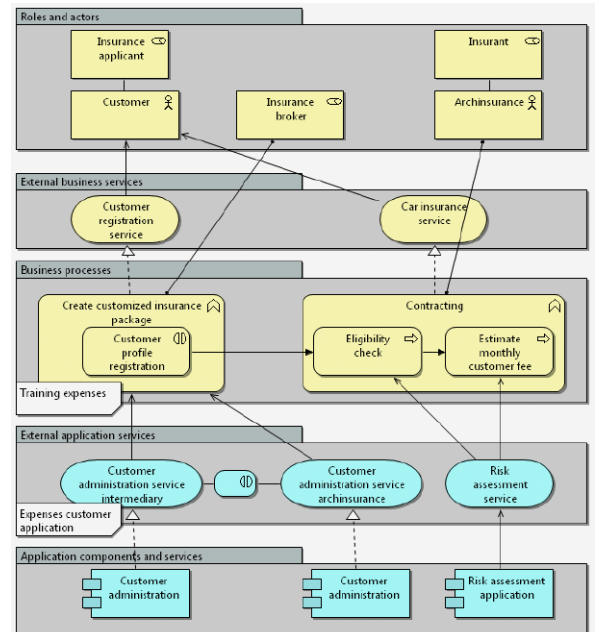 Roles and actors
Insurance
applicant
Insurant
Customer
Insurance
broker
Archinsurance
External business services
Customer
registration
service
Car insurance
service
Business processes
Create customized insurance
package
Contracting
Customer
profile
registration
Eligibility
check
Estimate
monthly
customer fee
Training expenses
External application services
Customer
administration service
intermediary
Customer
administration service
archinsurance
Risk
assessment
service
Expenses customer
application
Application components and services
Customer
administration
Customer
administration
Risk assessment
application